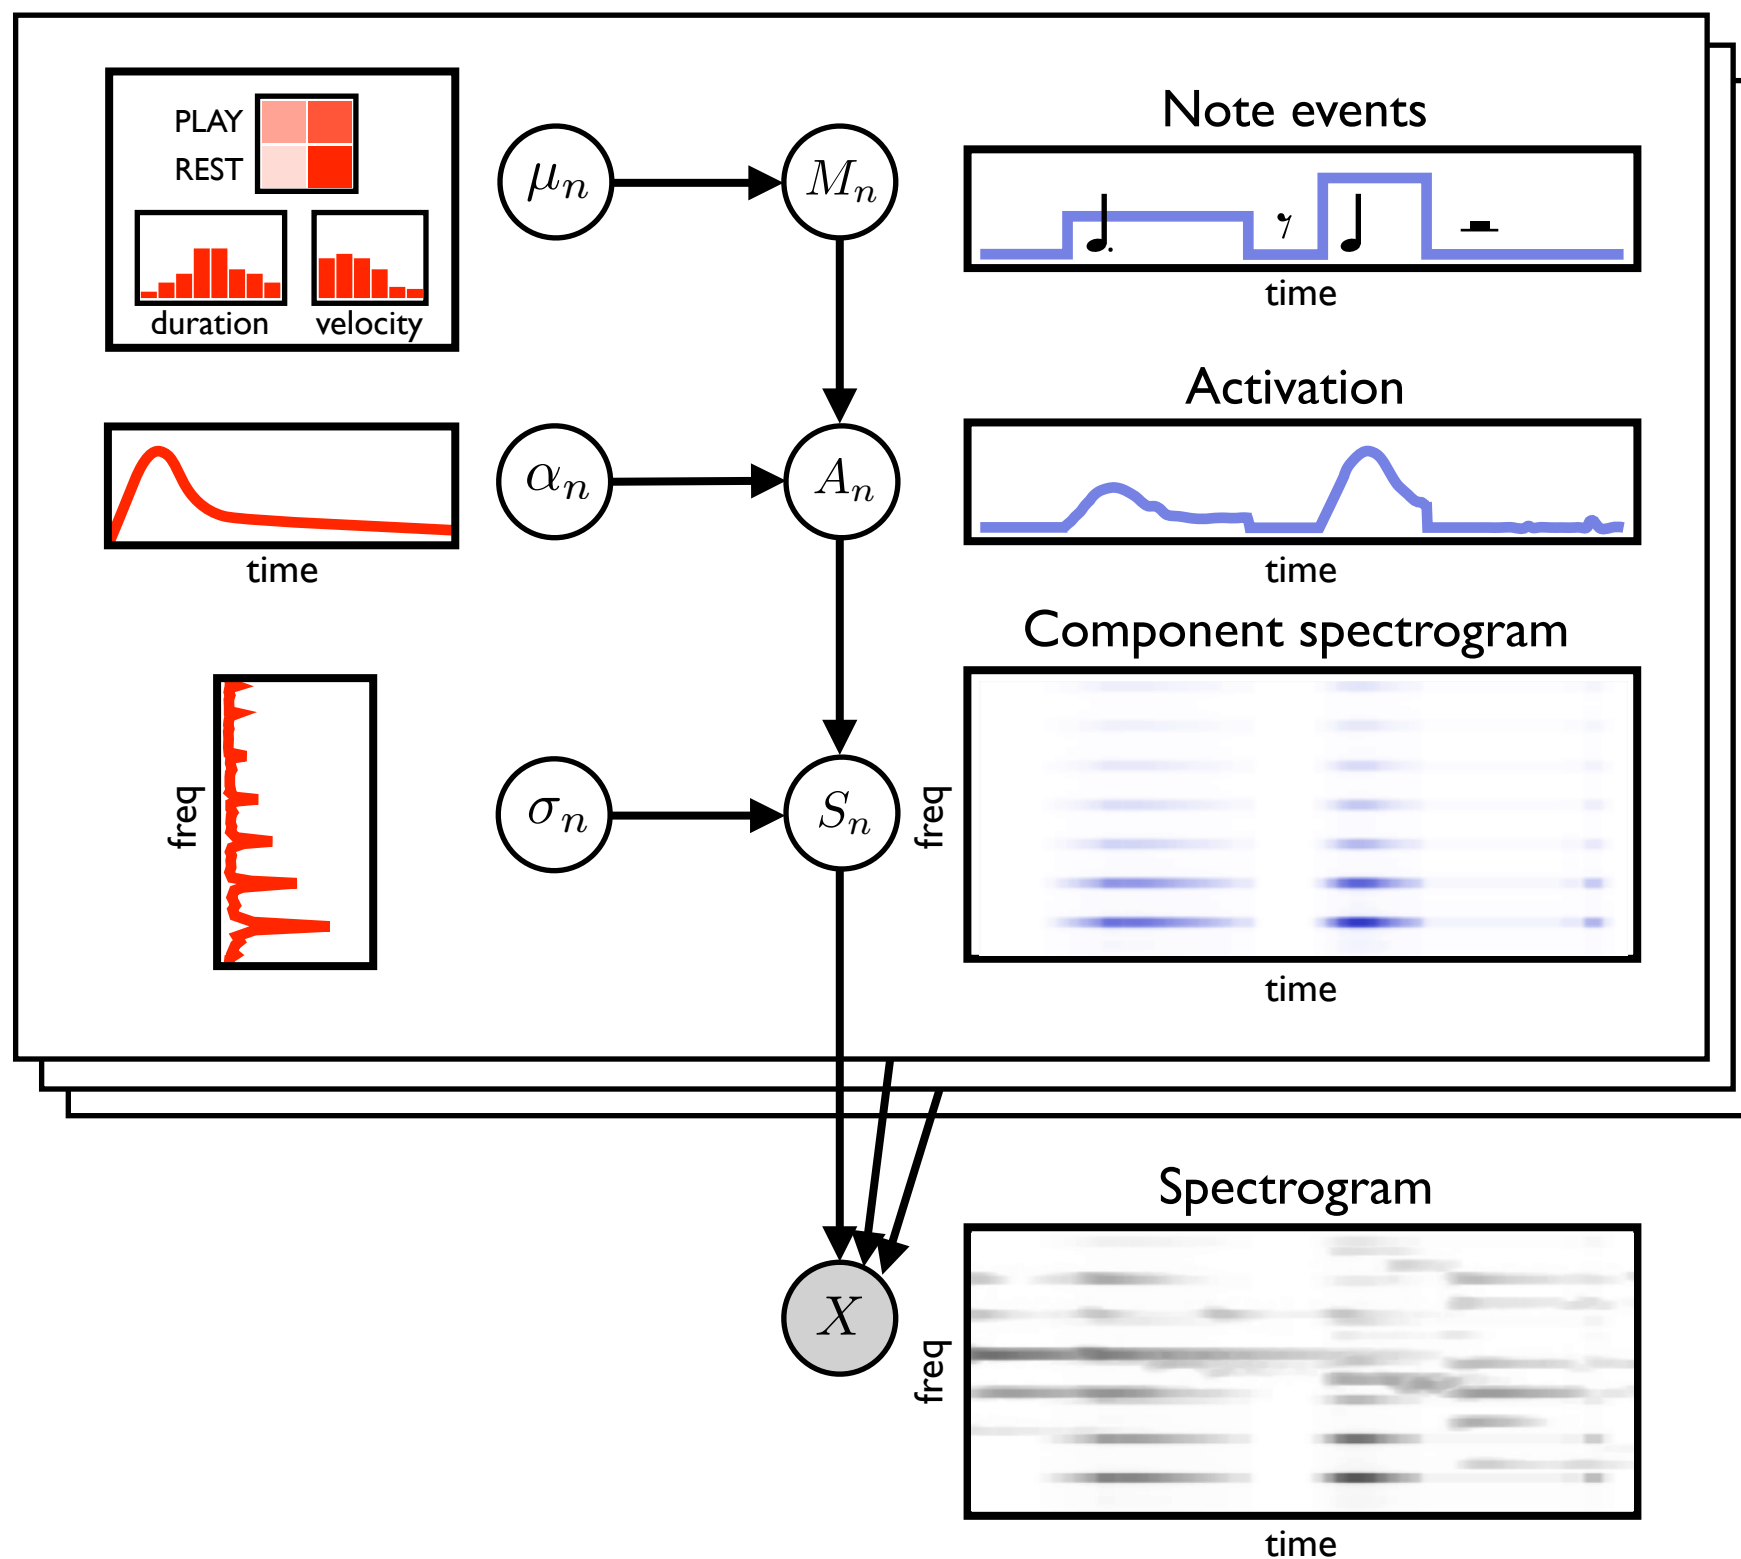 PLAY
REST
duration velocity
μn
Mn
Note events
time
time
αn
An
Activation
time
freq
σn
Sn
Component spectrogram
freq
time
X
Spectrogram
freq
time